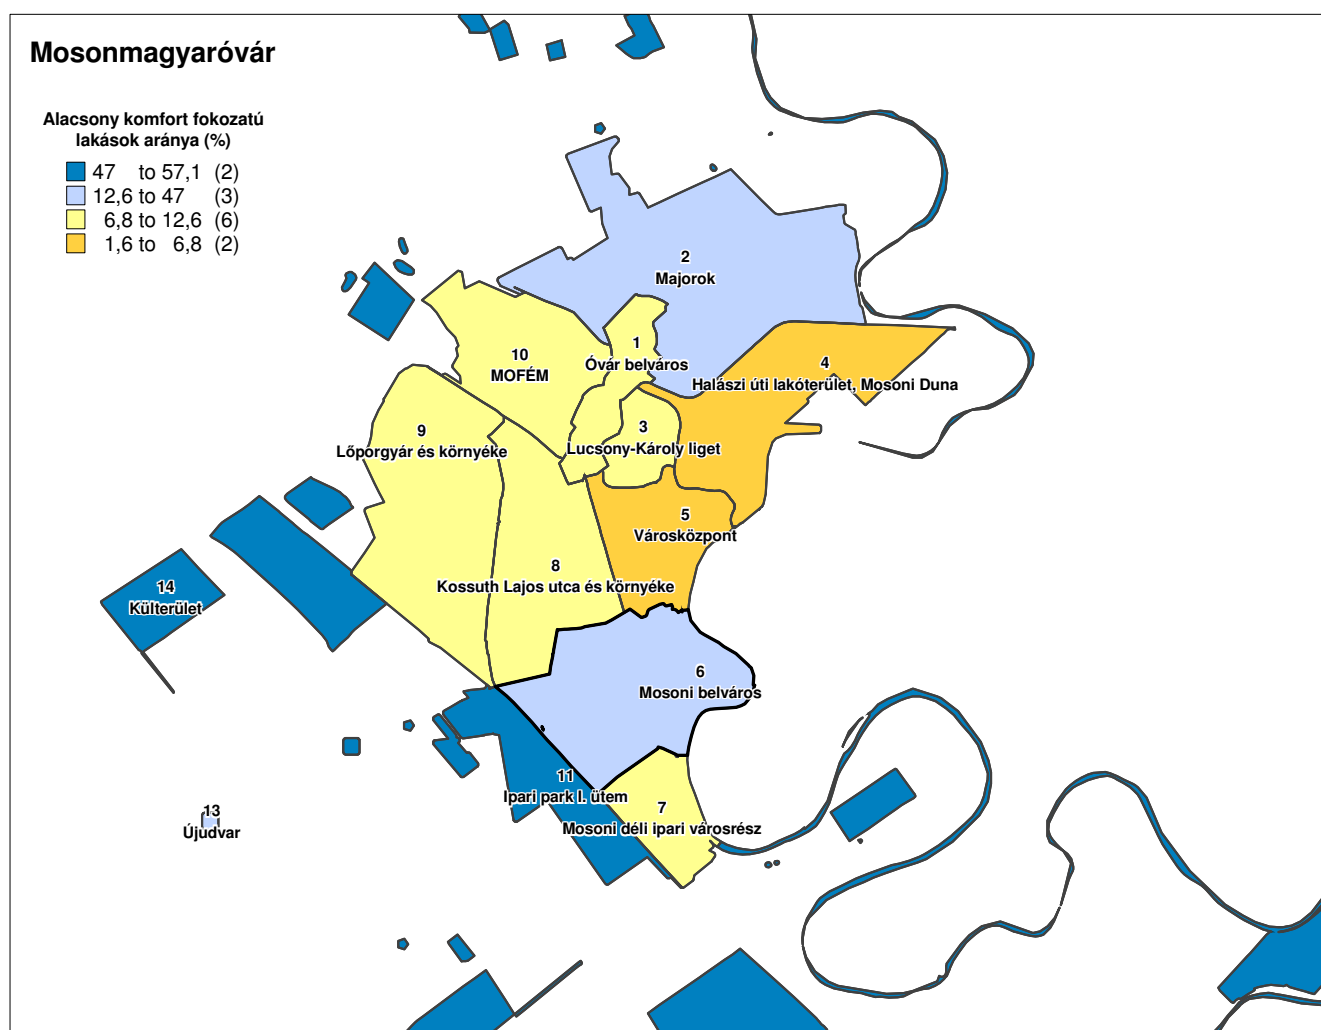 Mosonmagyaróvár
Alacsony komfort fokozatú
lakások aránya (%)
47 to 57,1 (2)
12,6 to 47 (3)
6,8 to 12,6 (6)
1,6 to 6,8 (2)
2
Majorok
1
Óvár belváros
10
MOFÉM
4
Halászi úti lakóterület, Mosoni Duna
3
Lucsony-Károly liget
9
Lőporgyár és környéke
5
Városközpont
8
Kossuth Lajos utca és környéke
14
Külterület
6
Mosoni belváros
11
Ipari park I. ütem
7
Mosoni déli ipari városrész
13
Újudvar